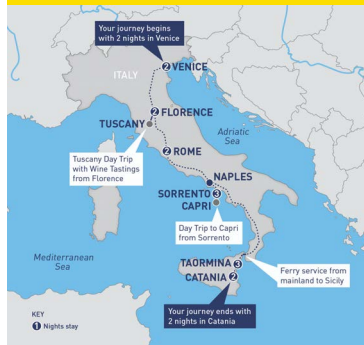 Your journey begins
with 2 nights in Venice
2 VENICE
ITALY
2 FLORENCE
TUSCANY
Adriatic
Sea
Tuscany Day Trip
with Wine Tastings
from Florence
2 ROME
NAPLES
SORRENTO 3
CAPRI
Day Trip to Capri
from Sorrento
Mediterranean
Sea
TAORMINA 3
CATANIA 2
Ferry service from
mainland to Sicily
Your journey ends with
2 nights in Catania
KEY
1 Nights stay